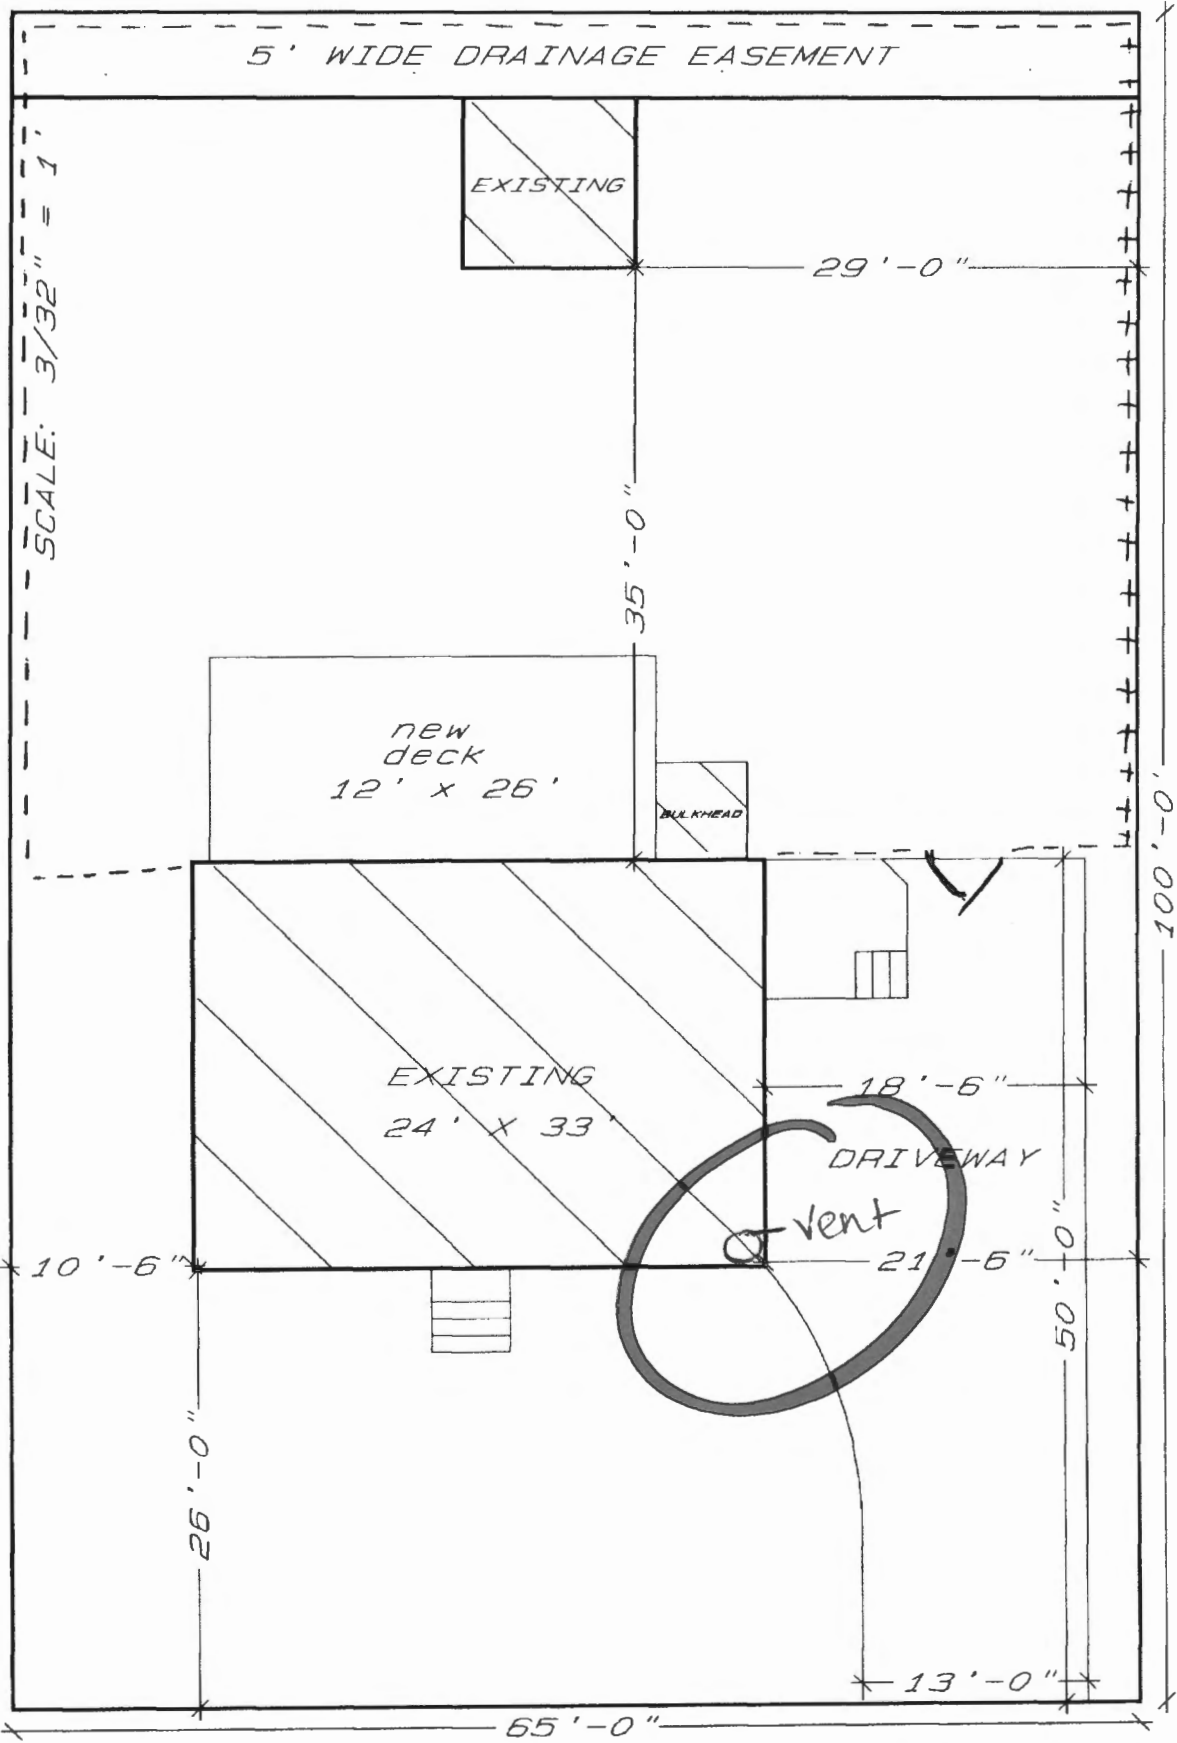 5' WIDE DRAINAGE EASEMENT
SCALE: 3/32" = 1'
EXISTING
29'-0"
35'-0"
new
deck
12' x 26'
BULKHEAD
100'-0"
EXISTING
24' X 33'
18'-6"
DRIVEWAY
vent
10'-6"
21'-6"
50'-0"
26'-0"
13'-0"
65'-0"